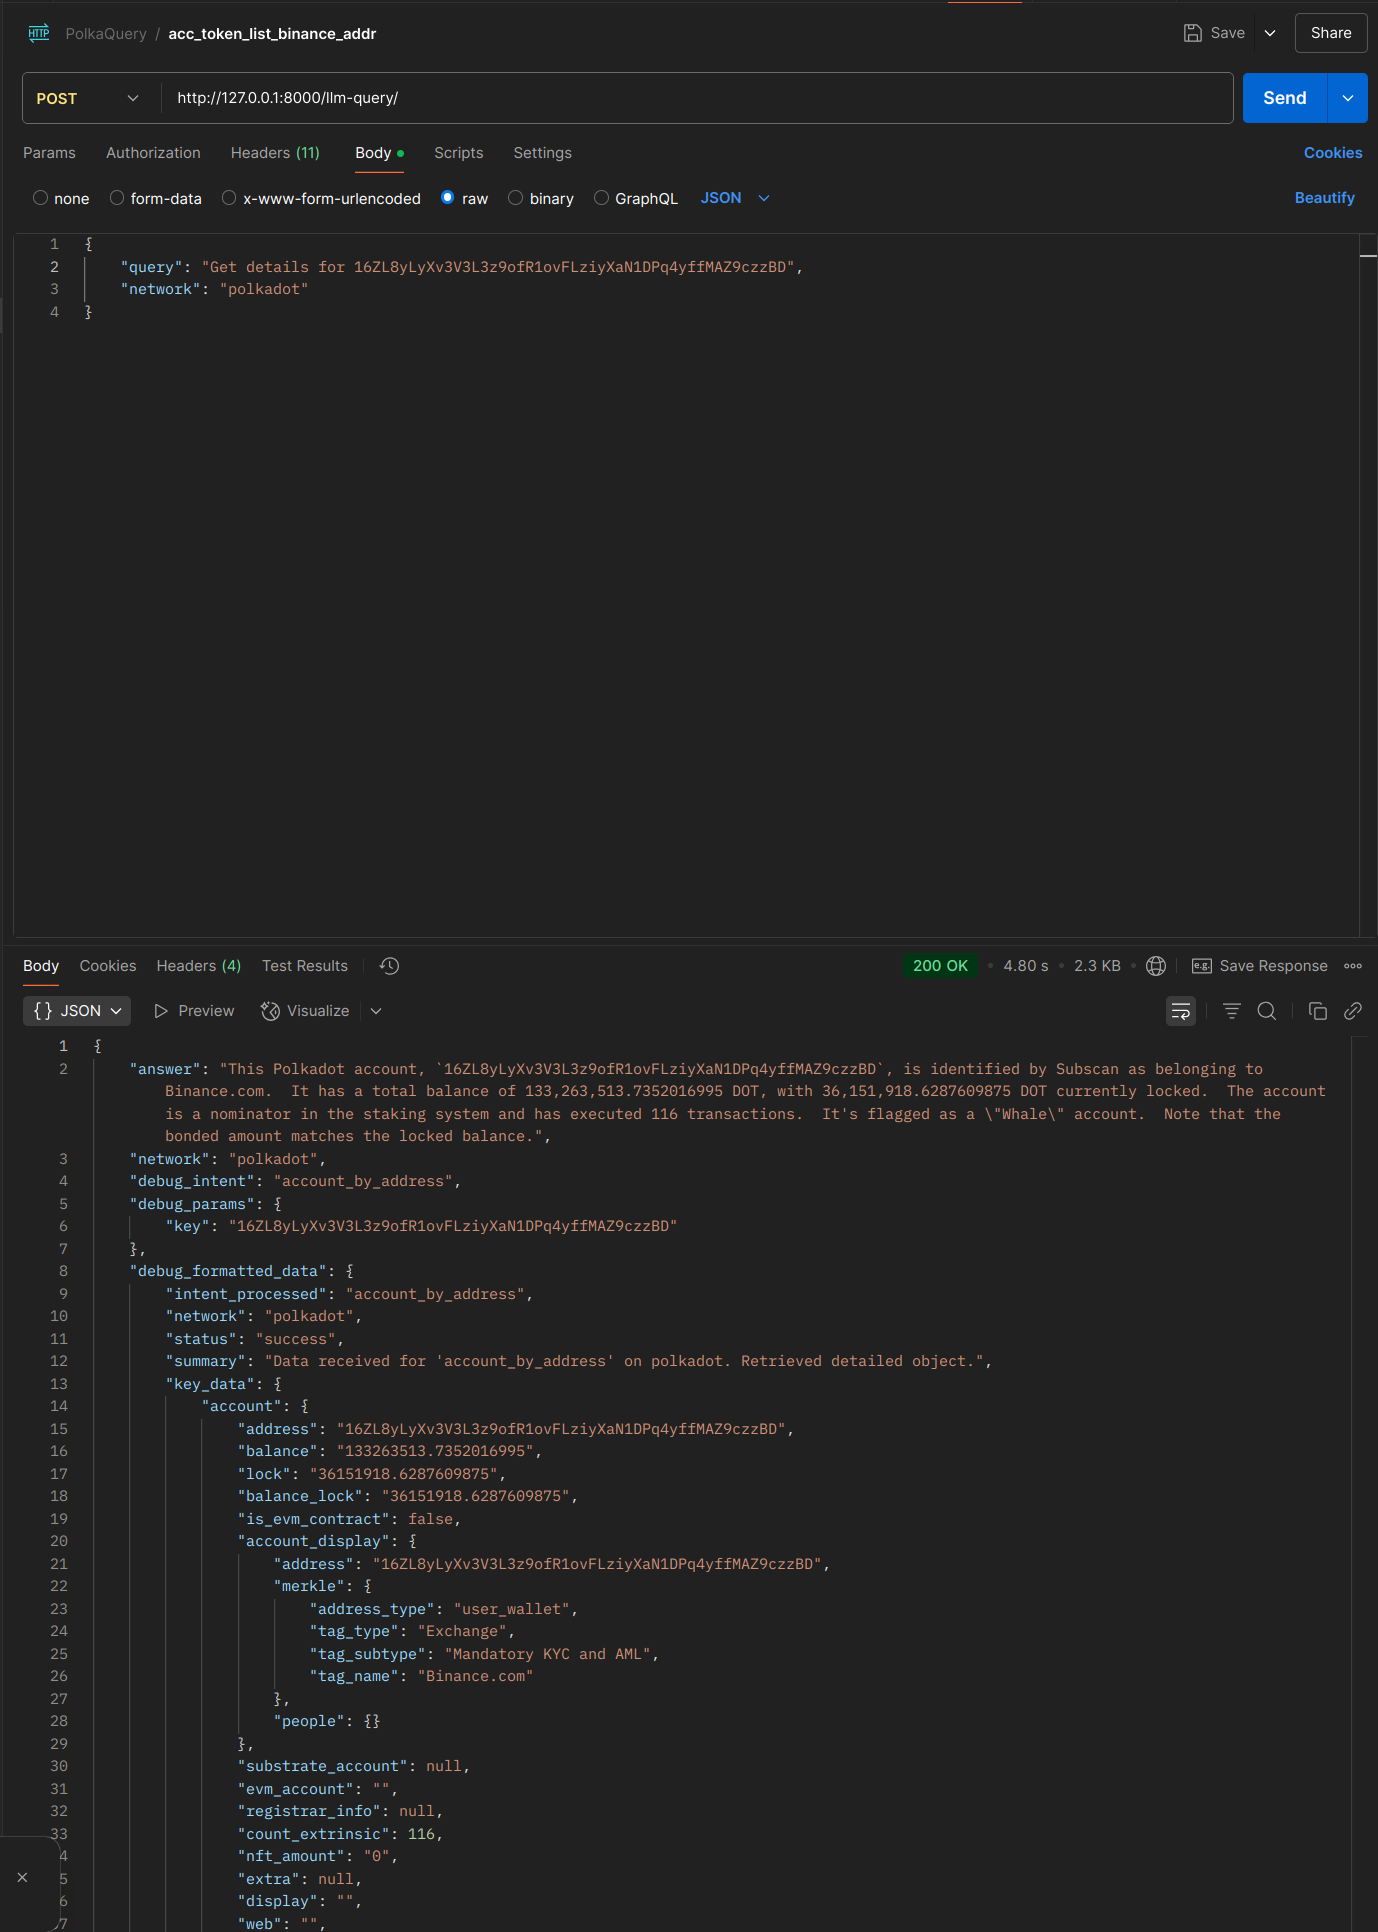 HTTP PolkaQuery / acc_token_list_binance_addr Save Share
POST http://127.0.0.1:8000/llm-query/ Send
Params Authorization Headers (11) Body Scripts Settings Cookies
none form-data x-www-form-urlencoded raw binary GraphQL JSON Beautify
1 {
2 "query": "Get details for 16ZL8yLyXv3V3L3z9ofR1ovFLziyXaN1DPq4yffMAZ9czzBD",
3 "network": "polkadot"
4 }
Body Cookies Headers (4) Test Results 200 OK • 4.80 s • 2.3 KB • e.g. Save Response
{} JSON Preview Visualize
1 {
2 "answer": "This Polkadot account, `16ZL8yLyXv3V3L3z9ofR1ovFLziyXaN1DPq4yffMAZ9czzBD`, is identified by Subscan as belonging to
Binance.com.  It has a total balance of 133,263,513.7352016995 DOT, with 36,151,918.6287609875 DOT currently locked.  The account
is a nominator in the staking system and has executed 116 transactions.  It's flagged as a \"Whale\" account.  Note that the
bonded amount matches the locked balance.",
3 "network": "polkadot",
4 "debug_intent": "account_by_address",
5 "debug_params": {
6 "key": "16ZL8yLyXv3V3L3z9ofR1ovFLziyXaN1DPq4yffMAZ9czzBD"
7 },
8 "debug_formatted_data": {
9 "intent_processed": "account_by_address",
10 "network": "polkadot",
11 "status": "success",
12 "summary": "Data received for 'account_by_address' on polkadot. Retrieved detailed object.",
13 "key_data": {
14 "account": {
15 "address": "16ZL8yLyXv3V3L3z9ofR1ovFLziyXaN1DPq4yffMAZ9czzBD",
16 "balance": "133263513.7352016995",
17 "lock": "36151918.6287609875",
18 "balance_lock": "36151918.6287609875",
19 "is_evm_contract": false,
20 "account_display": {
21 "address": "16ZL8yLyXv3V3L3z9ofR1ovFLziyXaN1DPq4yffMAZ9czzBD",
22 "merkle": {
23 "address_type": "user_wallet",
24 "tag_type": "Exchange",
25 "tag_subtype": "Mandatory KYC and AML",
26 "tag_name": "Binance.com"
27 },
28 "people": {}
29 },
30 "substrate_account": null,
31 "evm_account": "",
32 "registrar_info": null,
33 "count_extrinsic": 116,
4 "nft_amount": "0",
5 "extra": null,
6 "display": "",
37 "web": "",